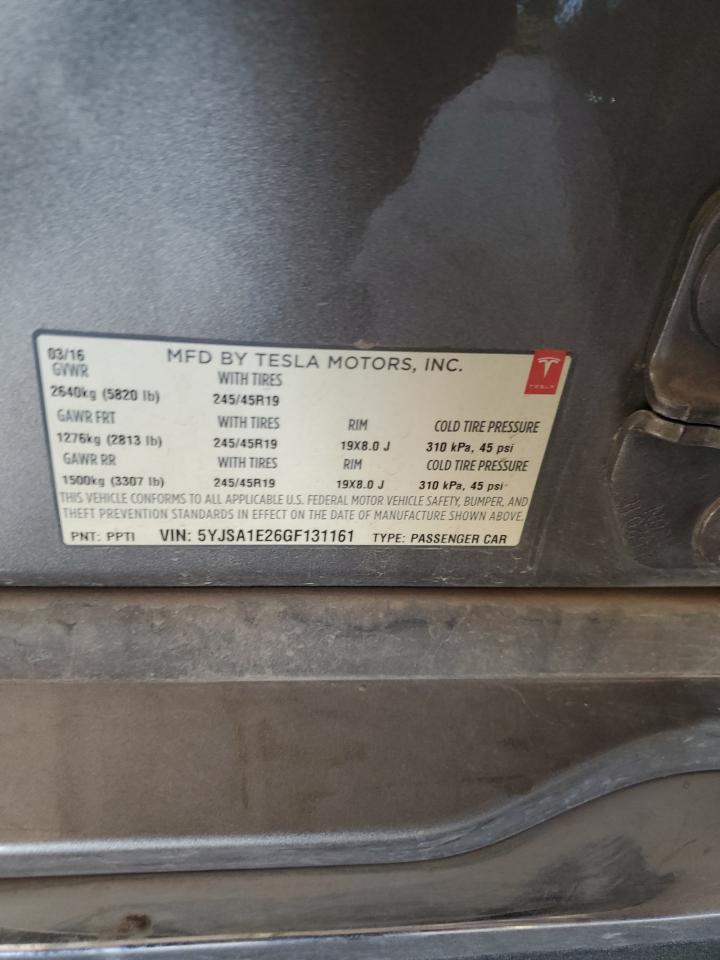 03/16 MFD BY TESLA MOTORS, INC.
GVWR WITH TIRES
2640kg (5820 lb) 245/45R19
GAWR FRT WITH TIRES RIM COLD TIRE PRESSURE
1276kg (2813 lb) 245/45R19 19X8.0 J 310 kPa, 45 psi
GAWR RR WITH TIRES RIM COLD TIRE PRESSURE
1500kg (3307 lb) 245/45R19 19X8.0 J 310 kPa, 45 psi
THIS VEHICLE CONFORMS TO ALL APPLICABLE U.S. FEDERAL MOTOR VEHICLE SAFETY, BUMPER, AND
THEFT PREVENTION STANDARDS IN EFFECT ON THE DATE OF MANUFACTURE SHOWN ABOVE.
PNT: PPTI VIN: 5YJSA1E26GF131161 TYPE: PASSENGER CAR
TESLA